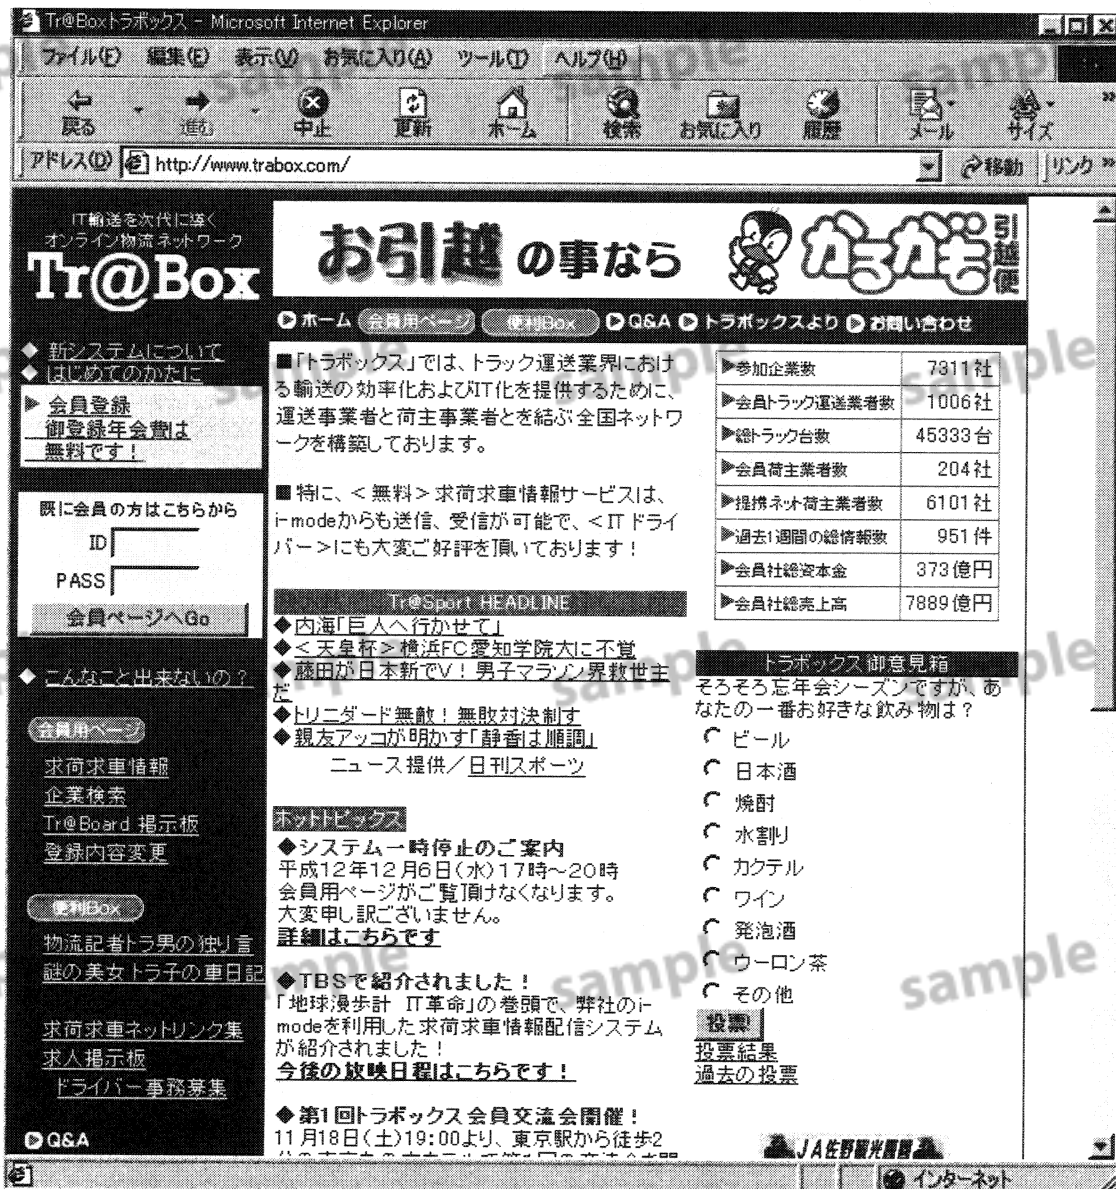 Tr@Boxトラボックス - Microsoft Internet Explorer
ファイル(F) 編集(E) 表示(V) お気に入り(A) ツール(T) ヘルプ(H)
戻る 進む 中止 更新 ホーム 検索 お気に入り 履歴 メール サイズ
アドレス(D) http://www.trabox.com/ 移動 リンク
IT輸送を次代に導く
オンライン物流ネットワーク
Tr@Box
お引越の事なら かるがも引越便
ホーム 会員用ページ 便利Box Q&A トラボックスより お問い合わせ
◆ 新システムについて
◆ はじめてのかたに
▶ 会員登録
御登録年会費は
無料です!
既に会員の方はこちらから
ID
PASS
会員ページへGo
◆ こんなこと出来ないの?
会員用ページ
求荷求車情報
企業検索
Tr@Board 掲示板
登録内容変更
便利Box
物流記者トラ男の独り言
謎の美女トラ子の車日記
求荷求車ネットリンク集
求人掲示板
ドライバー事務募集
Q&A
■「トラボックス」では、トラック運送業界におけ
る輸送の効率化およびIT化を提供するために、
運送事業者と荷主事業者とを結ぶ全国ネットワ
ークを構築しております。
■特に、<無料>求荷求車情報サービスは、
i-modeからも送信、受信が可能で、<ITドライ
バー>にも大変ご好評を頂いております!
Tr@Sport HEADLINE
◆内海「巨人へ行かせて」
◆<天皇杯>横浜FC愛知学院大に不覚
◆藤田が日本新でV!男子マラソン界救世主
だ
◆トリニダード無敵!無敗対決制す
◆親友アッコが明かす「静香は順調」
ニュース提供/日刊スポーツ
ホットトピックス
◆システム一時停止のご案内
平成12年12月6日(水)17時~20時
会員用ページがご覧頂けなくなります。
大変申し訳ございません。
詳細はこちらです
◆TBSで紹介されました!
「地球漫歩計 IT革命」の巻頭で、弊社のi-
modeを利用した求荷求車情報配信システム
が紹介されました!
今後の放映日程はこちらです!
◆第1回トラボックス会員交流会開催!
11月18日(土)19:00より、東京駅から徒歩2
▶参加企業数 7311社
▶会員トラック運送業者数 1006社
▶総トラック台数 45333台
▶会員荷主業者数 204社
▶提携ネット荷主業者数 6101社
▶過去1週間の総情報数 951件
▶会員社総資本金 373億円
▶会員社総売上高 7889億円
トラボックス御意見箱
そろそろ忘年会シーズンですが、あ
なたの一番お好きな飲み物は?
ビール
日本酒
焼酎
水割り
カクテル
ワイン
発泡酒
ウーロン茶
その他
投票!
投票結果
過去の投票
JA佐野観光農園
インターネット
sample
sample
sample
sample
sample
sample
sample
sample